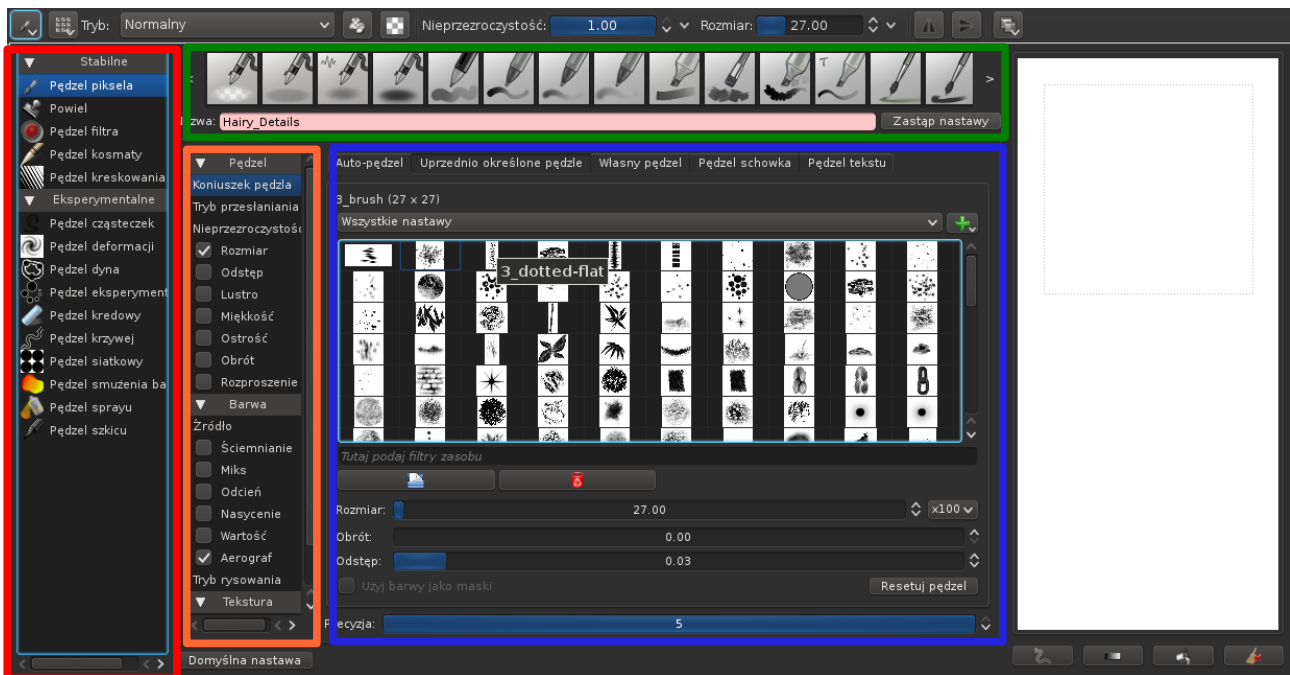 Tryb: Normalny Nieprzezroczystość: 1.00 Rozmiar: 27.00
Stabilne
Pędzel piksela
Powiel
Pędzel filtra
Pędzel kosmaty
Pędzel kreskowania
Eksperymentalne
Pędzel cząsteczek
Pędzel deformacji
Pędzel dyna
Pędzel eksperyment
Pędzel kredowy
Pędzel krzywej
Pędzel siatkowy
Pędzel smużenia ba
Pędzel sprayu
Pędzel szkicu
zwa: Hairy_Details Zastąp nastawy
Pędzel
Koniuszek pędzla
Tryb przesłaniania
Nieprzezroczystoś
Rozmiar
Odstęp
Lustro
Miękkość
Ostrość
Obrót
Rozproszenie
Barwa
Źródło
Ściemnianie
Miks
Odcień
Nasycenie
Wartość
Aerograf
Tryb rysowania
Tekstura
Auto-pędzel Uprzednio określone pędzle Własny pędzel Pędzel schowka Pędzel tekstu
3_brush (27 x 27)
Wszystkie nastawy
3_dotted-flat
Tutaj podaj filtry zasobu
Rozmiar: 27.00 x100
Obrót: 0.00
Odstęp: 0.03
Użyj barwy jako maski Resetuj pędzel
Precyzja: 5
Domyślna nastawa